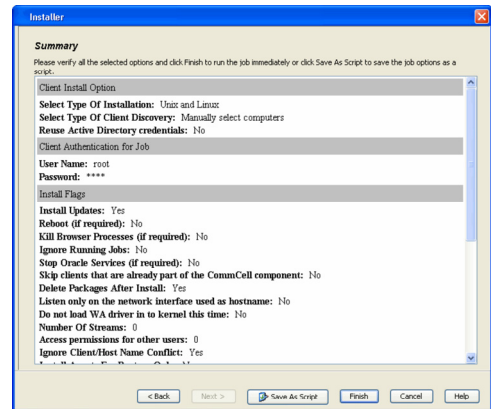 Installer
Summary
Please verify all the selected options and click Finish to run the job immediately or click Save As Script to save the job options as a
script.
Client Install Option
Select Type Of Installation: Unix and Linux
Select Type Of Client Discovery: Manually select computers
Reuse Active Directory credentials: No
Client Authentication for Job
User Name: root
Password: ****
Install Flags
Install Updates: Yes
Reboot (if required): No
Kill Browser Processes (if required): No
Ignore Running Jobs: No
Stop Oracle Services (if required): No
Skip clients that are already part of the CommCell component: No
Delete Packages After Install: Yes
Listen only on the network interface used as hostname: No
Do not load WA driver in to kernel this time: No
Number Of Streams: 0
Access permissions for other users: 0
Ignore Client/Host Name Conflict: Yes
< Back Next > Save As Script Finish Cancel Help